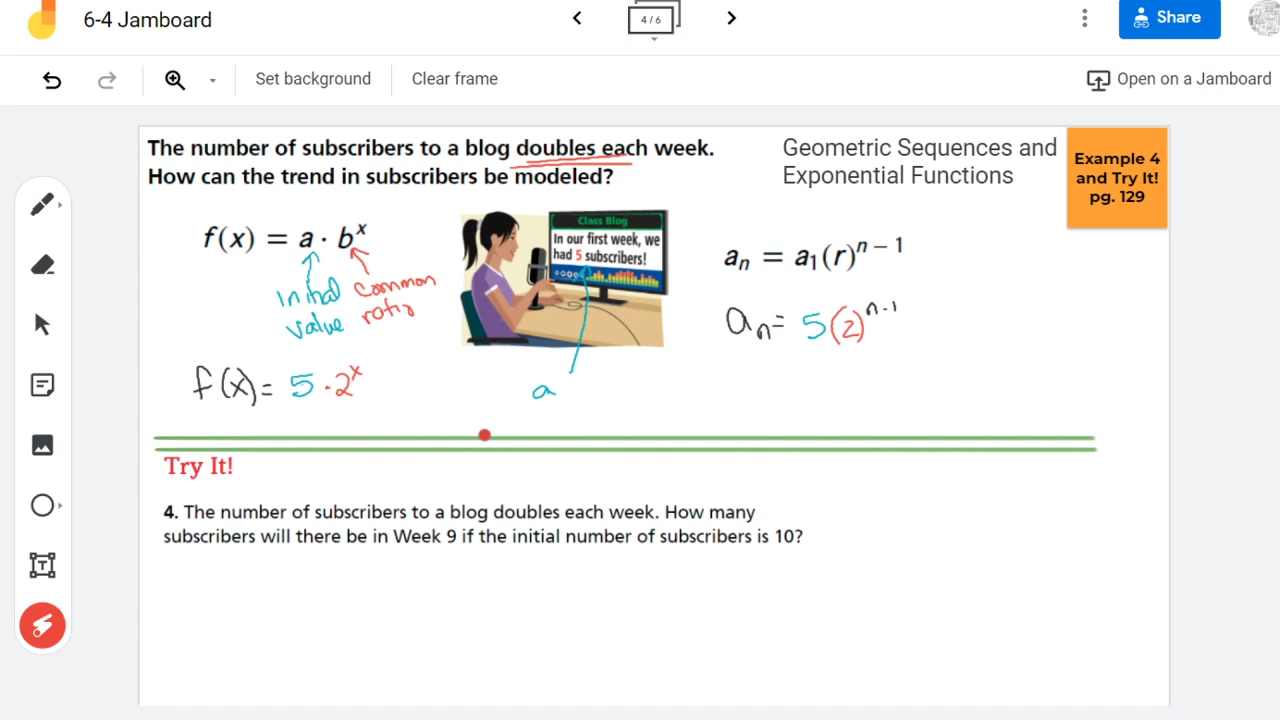 6-4 Jamboard
4 / 6
Share
Set background
Clear frame
Open on a Jamboard
The number of subscribers to a blog doubles each week.
How can the trend in subscribers be modeled?
Geometric Sequences and
Exponential Functions
Example 4
and Try It!
pg. 129
f(x) = a · b^x
Initial
value
common
ratio
Class Blog
In our first week, we
had 5 subscribers!
a
aₙ = a₁(r)^n − 1
aₙ = 5(2)^n-1
f(x) = 5 · 2^x
Try It!
4. The number of subscribers to a blog doubles each week. How many
subscribers will there be in Week 9 if the initial number of subscribers is 10?